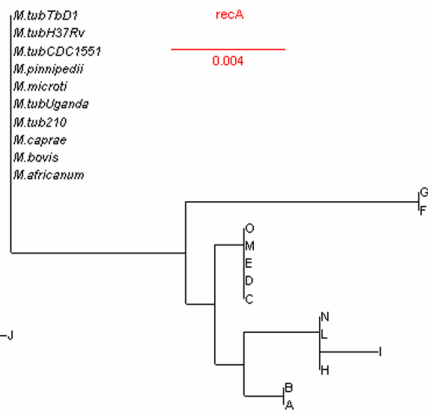 M.tubTbD1
recA
M.tubH37Rv
M.tubCDC1551
0.004
M.pinnipedii
M.microti
M.tubUganda
M.tub210
M.caprae
M.bovis
M.africanum
G
F
O
M
E
D
C
N
J
L
I
H
B
A